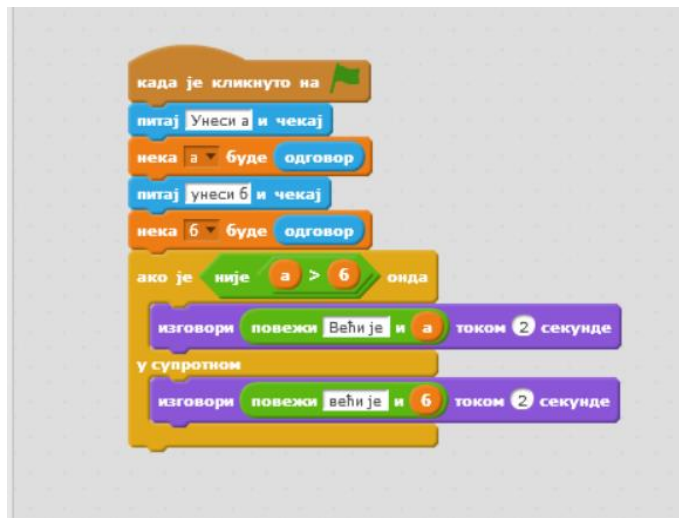 када је кликнуто на
питај Унеси а и чекај
нека а буде одговор
питај унеси б и чекај
нека б буде одговор
ако је није а > б онда
изговори повежи Већи је и а током 2 секунде
у супротном
изговори повежи већи је и б током 2 секунде